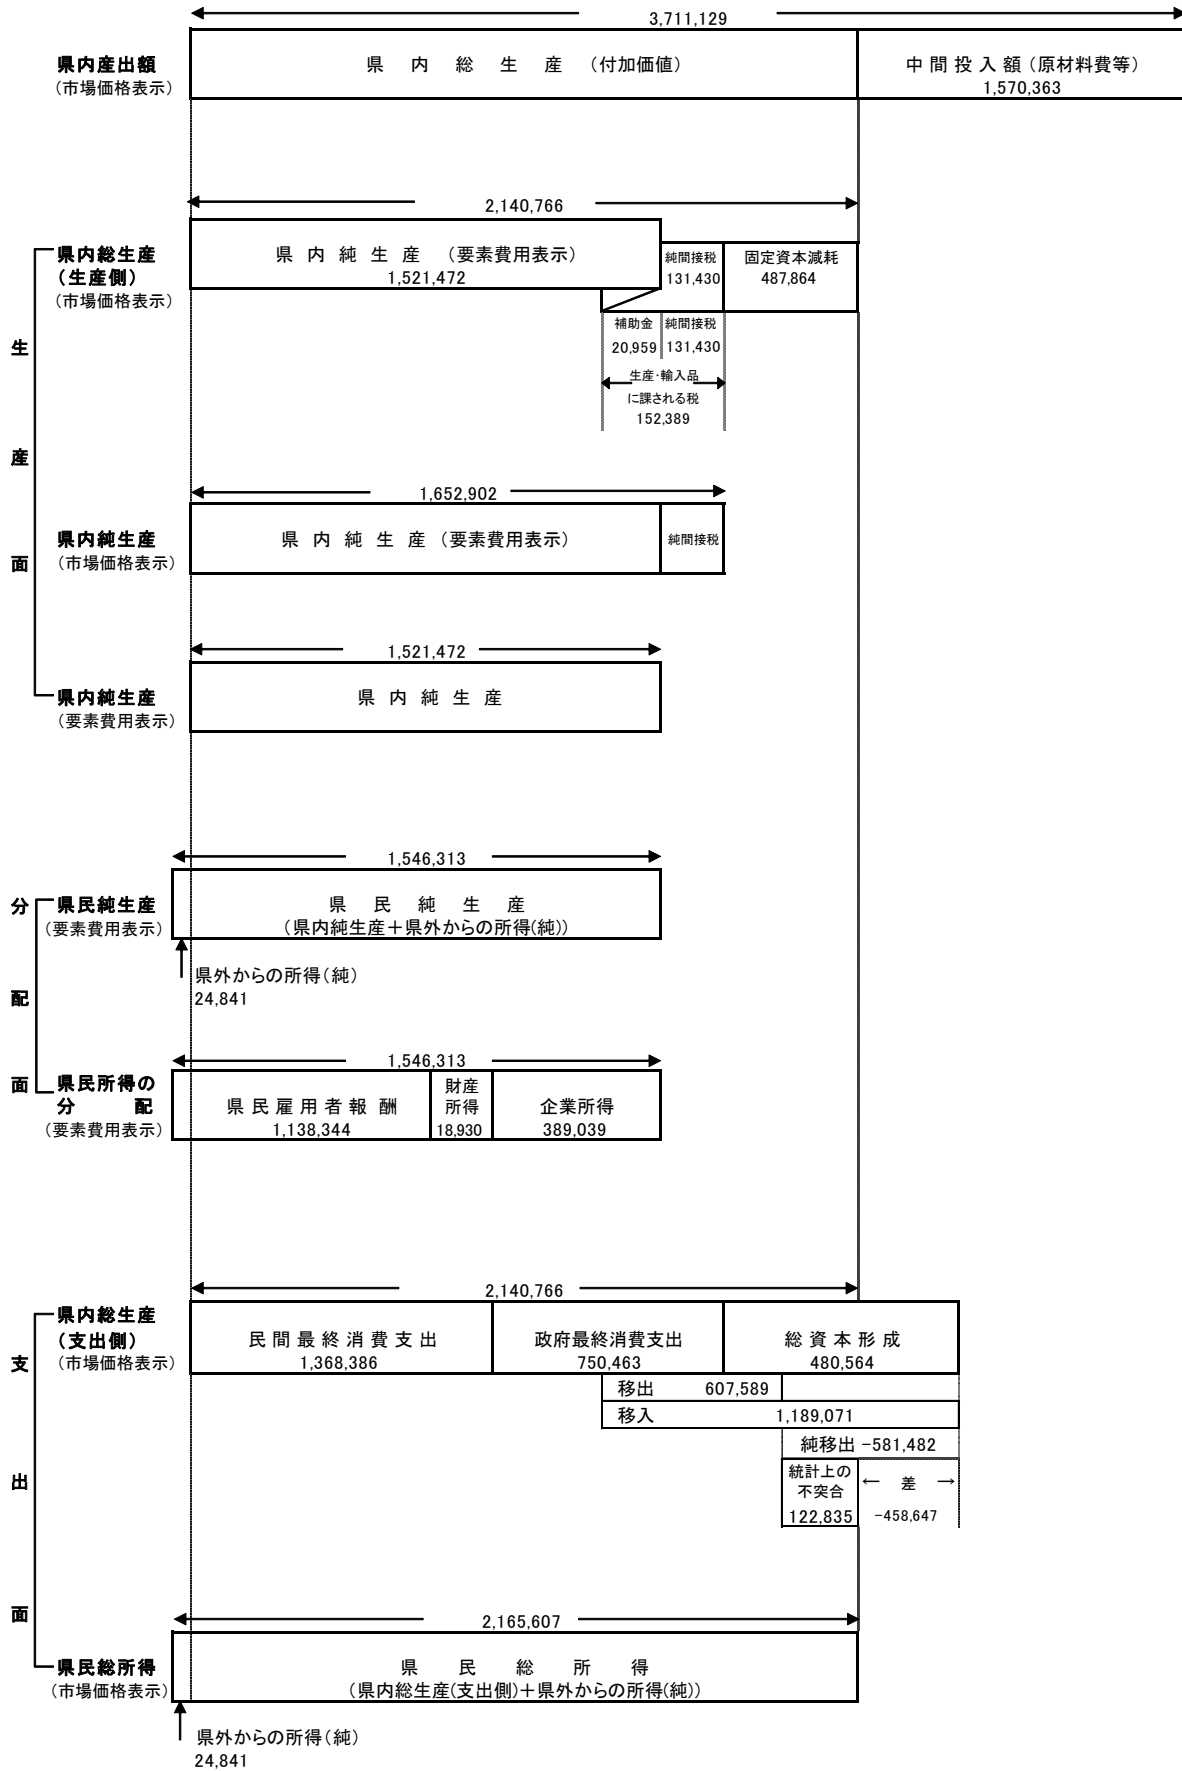 3,711,129
県内産出額
(市場価格表示)
県内総生産(付加価値)
中間投入額(原材料費等)
1,570,363
2,140,766
県内総生産
(生産側)
(市場価格表示)
県内純生産(要素費用表示)
1,521,472
純間接税
131,430
固定資本減耗
487,864
補助金
20,959
純間接税
131,430
生産・輸入品
に課される税
152,389
生産面
1,652,902
県内純生産
(市場価格表示)
県内純生産(要素費用表示)
純間接税
1,521,472
県内純生産
(要素費用表示)
県内純生産
1,546,313
分配面
県民純生産
(要素費用表示)
県民純生産
(県内純生産+県外からの所得(純))
県外からの所得(純)
24,841
1,546,313
県民所得の
分配
(要素費用表示)
県民雇用者報酬
1,138,344
財産
所得
18,930
企業所得
389,039
2,140,766
支出面
県内総生産
(支出側)
(市場価格表示)
民間最終消費支出
1,368,386
政府最終消費支出
750,463
総資本形成
480,564
移出 607,589
移入 1,189,071
純移出 -581,482
統計上の
不突合
122,835
← 差 →
-458,647
2,165,607
県民総所得
(市場価格表示)
県民総所得
(県内総生産(支出側)+県外からの所得(純))
県外からの所得(純)
24,841